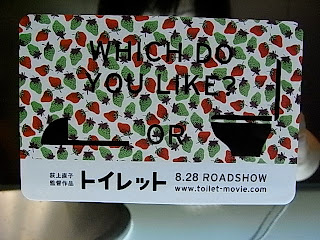 WHICH DO
YOU LIKE?
OR
荻上直子
監督作品
トイレット
8.28 ROADSHOW
www.toilet-movie.com